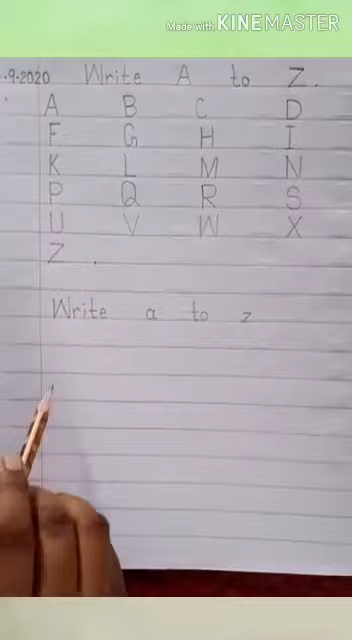 Made with KINEMASTER
.9.2020 Write A to Z.
A B C D
F G H I
K L M N
P Q R S
U V W X
Z .
Write a to z